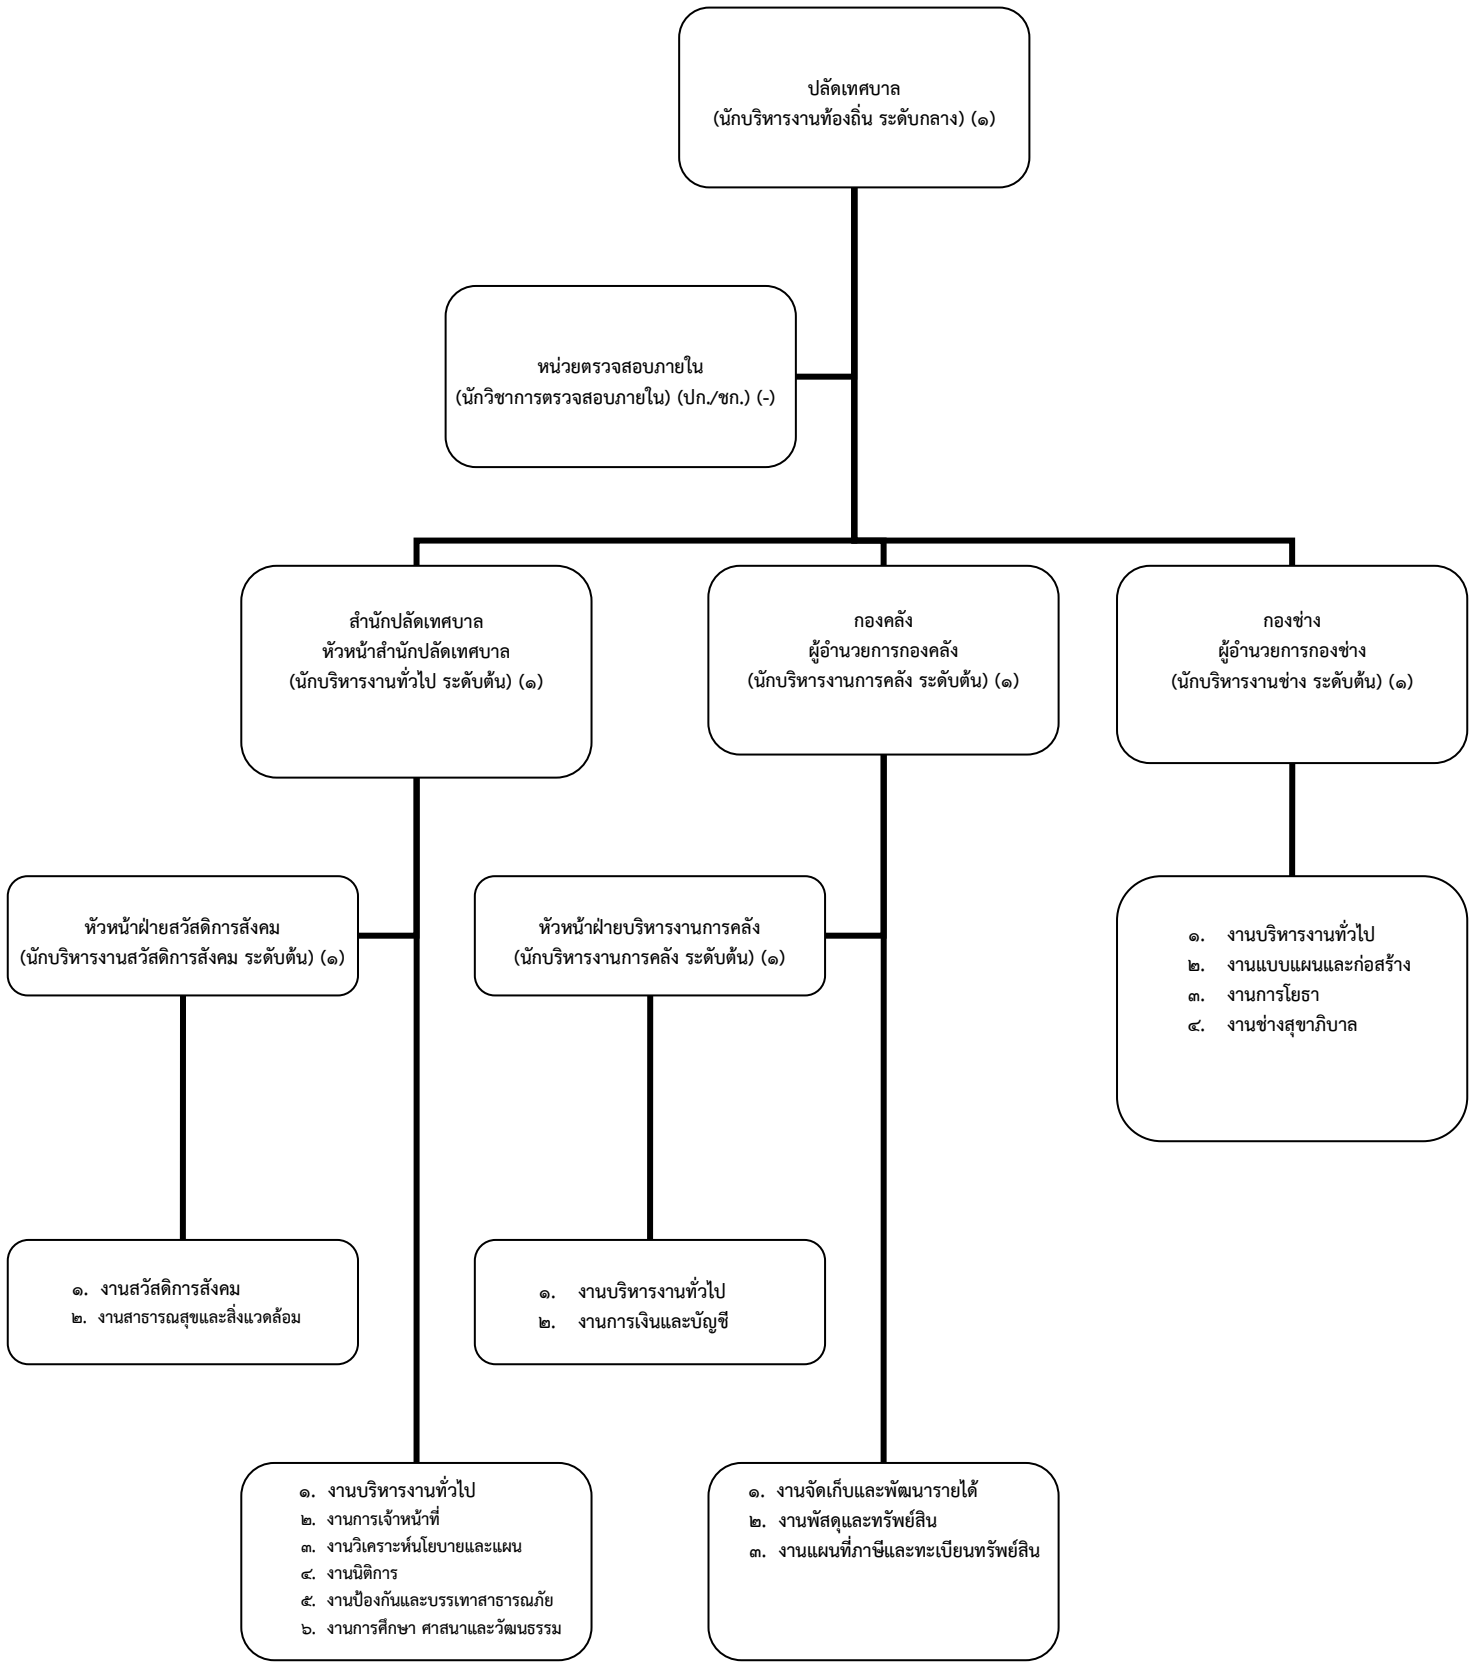 ปลัดเทศบาล
(นักบริหารงานท้องถิ่น ระดับกลาง) (๑)
หน่วยตรวจสอบภายใน
(นักวิชาการตรวจสอบภายใน) (ปก./ชก.) (-)
สำนักปลัดเทศบาล
หัวหน้าสำนักปลัดเทศบาล
(นักบริหารงานทั่วไป ระดับต้น) (๑)
กองคลัง
ผู้อำนวยการกองคลัง
(นักบริหารงานการคลัง ระดับต้น) (๑)
กองช่าง
ผู้อำนวยการกองช่าง
(นักบริหารงานช่าง ระดับต้น) (๑)
หัวหน้าฝ่ายสวัสดิการสังคม
(นักบริหารงานสวัสดิการสังคม ระดับต้น) (๑)
หัวหน้าฝ่ายบริหารงานการคลัง
(นักบริหารงานการคลัง ระดับต้น) (๑)
๑. งานบริหารงานทั่วไป
๒. งานแบบแผนและก่อสร้าง
๓. งานการโยธา
๔. งานช่างสุขาภิบาล
๑. งานสวัสดิการสังคม
๒. งานสาธารณสุขและสิ่งแวดล้อม
๑. งานบริหารงานทั่วไป
๒. งานการเงินและบัญชี
๑. งานบริหารงานทั่วไป
๒. งานการเจ้าหน้าที่
๓. งานวิเคราะห์นโยบายและแผน
๔. งานนิติการ
๕. งานป้องกันและบรรเทาสาธารณภัย
๖. งานการศึกษา ศาสนาและวัฒนธรรม
๑. งานจัดเก็บและพัฒนารายได้
๒. งานพัสดุและทรัพย์สิน
๓. งานแผนที่ภาษีและทะเบียนทรัพย์สิน